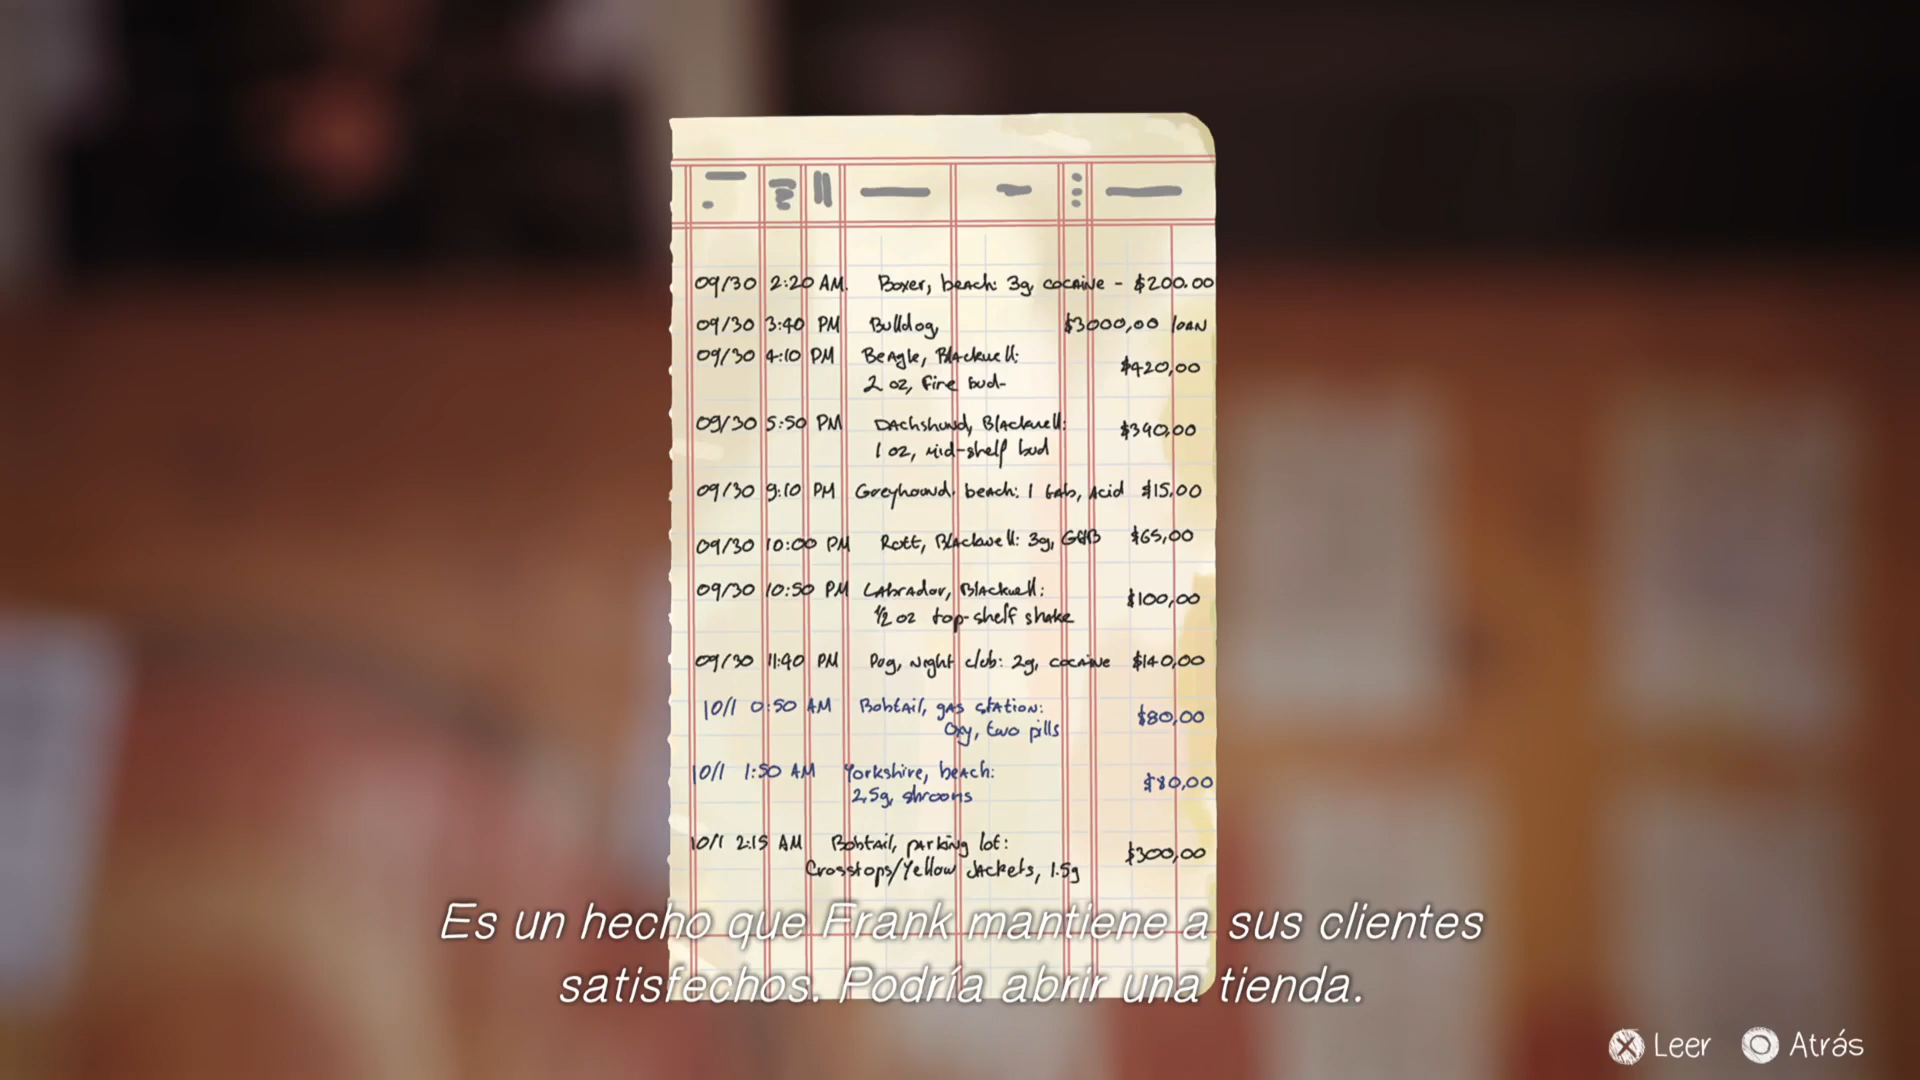 09/30 2:20 AM. Boxer, beach: 3g, cocaine - $200.00
09/30 3:40 PM Bulldog, $3000,00 loan
09/30 4:10 PM Beagle, Blackwell: $420,00
2 oz, fire bud-
09/30 5:50 PM Dachshund, Blackwell: $340,00
1 oz, mid-shelf bud
09/30 9:10 PM Greyhound, beach: 1 tab, acid $15,00
09/30 10:00 PM Rott, Blackwell: 3g, GHB $65,00
09/30 10:50 PM Labrador, Blackwell: $100,00
1/2 oz top-shelf shake
09/30 11:40 PM Pug, night club: 2g, cocaine $140,00
10/1 0:50 AM Bobtail, gas station: $80,00
Oxy, two pills
10/1 1:50 AM Yorkshire, beach: $80,00
2,5g, shrooms
10/1 2:15 AM Bobtail, parking lot: $300,00
Crosstops/Yellow Jackets, 1.5g
Es un hecho que Frank mantiene a sus clientes
satisfechos. Podría abrir una tienda.
Leer Atrás